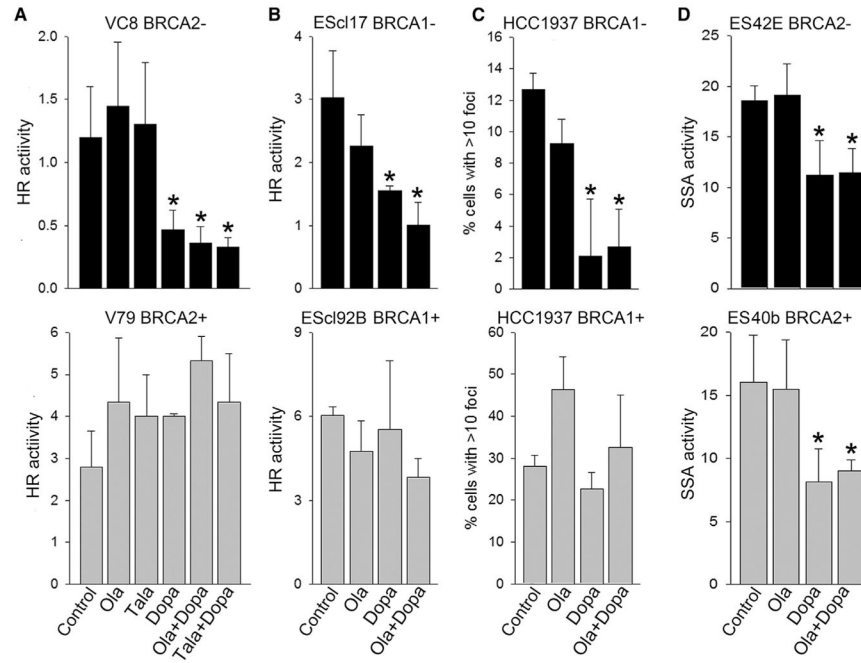 A
VC8 BRCA2-
HR actiivity
2.0
1.5
1.0
0.5
0.0
*
*
*
B
EScl17 BRCA1-
HR actiivity
4
3
2
1
0
*
*
C
HCC1937 BRCA1-
% cells with >10 foci
16
14
12
10
8
6
4
2
0
*
*
D
ES42E BRCA2-
SSA activity
25
20
15
10
5
0
*
*
V79 BRCA2+
HR actiivity
6
5
4
3
2
1
0
Control
Ola
Tala
Dopa
Ola+Dopa
Tala+Dopa
EScl92B BRCA1+
HR actiivity
9
6
3
0
Control
Ola
Dopa
Ola+Dopa
HCC1937 BRCA1+
% cells with >10 foci
60
50
40
30
20
10
0
Control
Ola
Dopa
Ola+Dopa
ES40b BRCA2+
SSA activity
20
15
10
5
0
*
*
Control
Ola
Dopa
Ola+Dopa